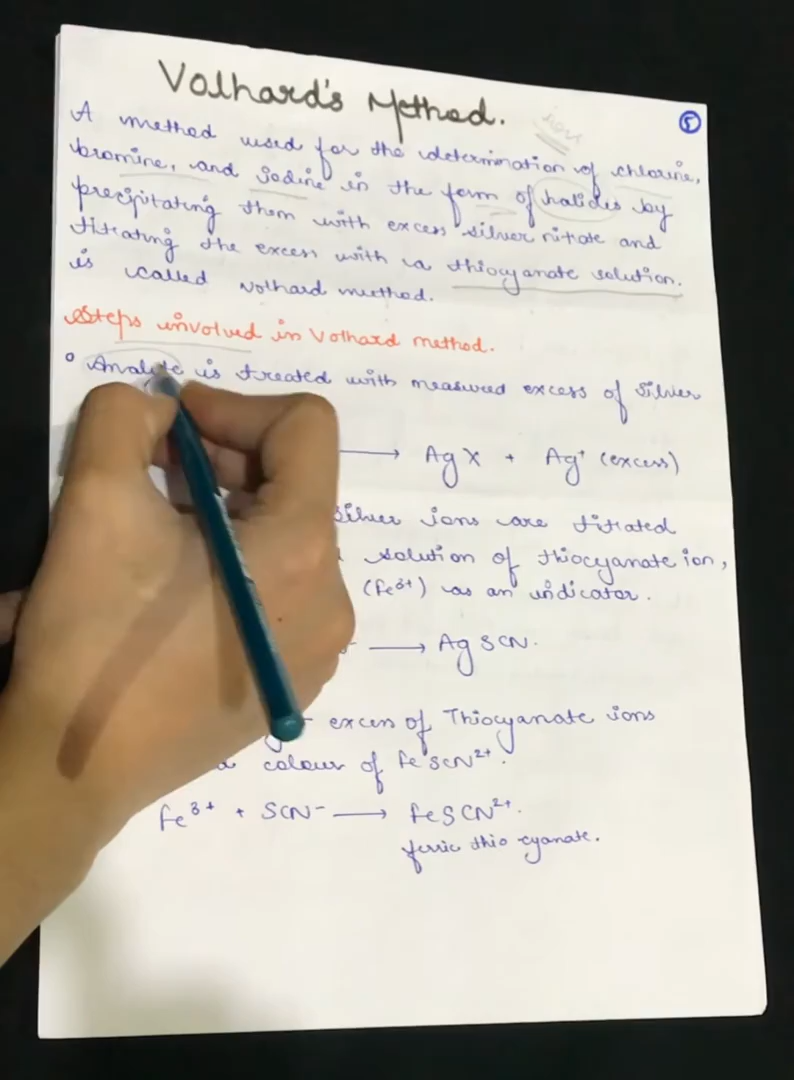 Volhard's Method.
5
A method used for the determination of chlorine,
bromine, and Iodine in the form of halides by
precipitating them with excess silver nitrate and
titrating the excess with a thiocyanate solution.
is called volhard method.
Steps involved in Volhard method.
Analyte is treated with measured excess of Silver
⟶ AgX + Ag⁺ (excess)
Silver ions are titrated
solution of thiocyanate ion,
(Fe³⁺) as an indicator.
⟶ AgSCN.
excess of Thiocyanate ions
colour of FeSCN²⁺.
Fe³⁺ + SCN⁻ ⟶ FeSCN²⁺.
ferric thio cyanate.